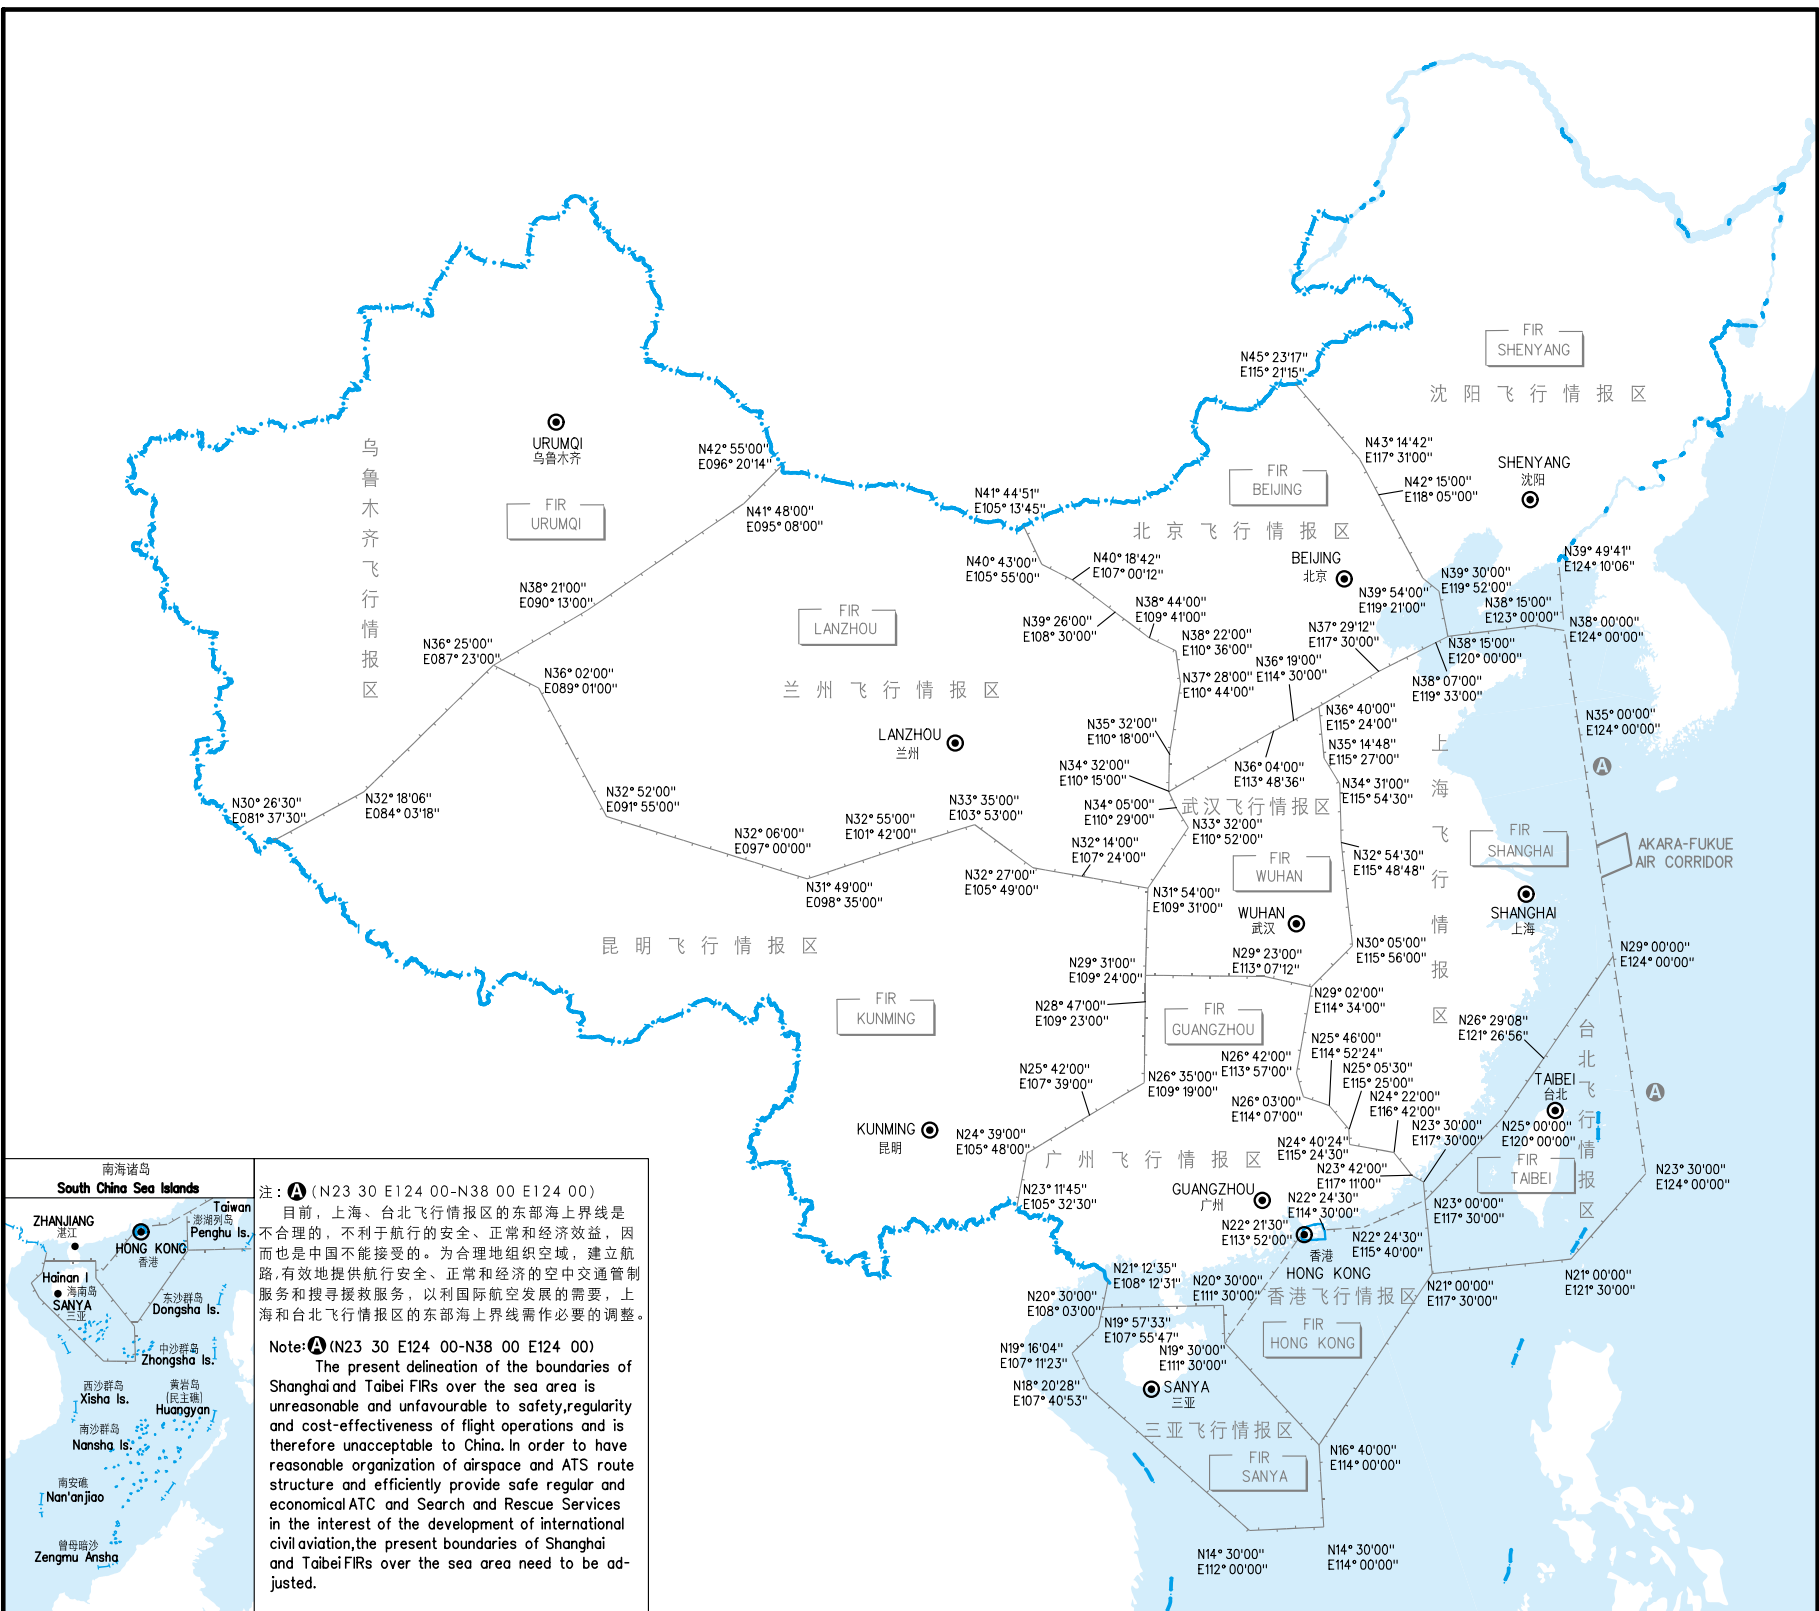 FIR
SHENYANG
沈阳飞行情报区
N45° 23'17"
E115° 21'15"
N43° 14'42"
E117° 31'00"
N42° 15'00"
E118° 05"00"
SHENYANG
沈阳
URUMQI
乌鲁木齐
FIR
URUMQI
乌鲁木齐飞行情报区
N42° 55'00"
E096° 20'14"
N41° 48'00"
E095° 08'00"
N41° 44'51"
E105° 13'45"
FIR
BEIJING
北京飞行情报区
BEIJING
北京
N40° 43'00"
E105° 55'00"
N40° 18'42"
E107° 00'12"
N39° 49'41"
E124° 10'06"
N39° 30'00"
E119° 52'00"
N39° 54'00"
E119° 21'00"
N38° 15'00"
E123° 00'00"
N38° 00'00"
E124° 00'00"
N38° 21'00"
E090° 13'00"
FIR
LANZHOU
N39° 26'00"
E108° 30'00"
N38° 44'00"
E109° 41'00"
N38° 22'00"
E110° 36'00"
N37° 29'12"
E117° 30'00"
N38° 15'00"
E120° 00'00"
N38° 07'00"
E119° 33'00"
N36° 25'00"
E087° 23'00"
N36° 02'00"
E089° 01'00"
兰州飞行情报区
LANZHOU
兰州
N37° 28'00"
E110° 44'00"
N36° 19'00"
E114° 30'00"
N36° 40'00"
E115° 24'00"
N35° 00'00"
E124° 00'00"
N35° 32'00"
E110° 18'00"
N35° 14'48"
E115° 27'00"
N36° 04'00"
E113° 48'36"
N34° 32'00"
E110° 15'00"
N34° 31'00"
E115° 54'30"
A
上海飞行情报区
N30° 26'30"
E081° 37'30"
N32° 18'06"
E084° 03'18"
N32° 52'00"
E091° 55'00"
N32° 06'00"
E097° 00'00"
N32° 55'00"
E101° 42'00"
N33° 35'00"
E103° 53'00"
N34° 05'00"
E110° 29'00"
武汉飞行情报区
N33° 32'00"
E110° 52'00"
N32° 14'00"
E107° 24'00"
N32° 27'00"
E105° 49'00"
N31° 49'00"
E098° 35'00"
N31° 54'00"
E109° 31'00"
FIR
WUHAN
WUHAN
武汉
N32° 54'30"
E115° 48'48"
FIR
SHANGHAI
AKARA-FUKUE
AIR CORRIDOR
SHANGHAI
上海
昆明飞行情报区
FIR
KUNMING
N29° 31'00"
E109° 24'00"
N29° 23'00"
E113° 07'12"
N30° 05'00"
E115° 56'00"
N29° 00'00"
E124° 00'00"
N28° 47'00"
E109° 23'00"
FIR
GUANGZHOU
N29° 02'00"
E114° 34'00"
N26° 29'08"
E121° 26'56"
台北飞行情报区
N25° 46'00"
E114° 52'24"
N26° 42'00"
E113° 57'00"
N25° 05'30"
E115° 25'00"
N25° 42'00"
E107° 39'00"
N26° 35'00"
E109° 19'00"
N26° 03'00"
E114° 07'00"
N24° 22'00"
E116° 42'00"
TAIBEI
台北
A
N25° 00'00"
E120° 00'00"
KUNMING
昆明
N24° 39'00"
E105° 48'00"
广州飞行情报区
N24° 40'24"
E115° 24'30"
N23° 30'00"
E117° 30'00"
FIR
TAIBEI
N23° 30'00"
E124° 00'00"
N23° 42'00"
E117° 11'00"
GUANGZHOU
广州
N23° 11'45"
E105° 32'30"
N22° 24'30"
E114° 30'00"
N22° 21'30"
E113° 52'00"
N23° 00'00"
E117° 30'00"
N22° 24'30"
E115° 40'00"
香港
HONG KONG
N21° 12'35"
E108° 12'31"
N20° 30'00"
E111° 30'00"
香港飞行情报区
N21° 00'00"
E117° 30'00"
N21° 00'00"
E121° 30'00"
N20° 30'00"
E108° 03'00"
N19° 57'33"
E107° 55'47"
FIR
HONG KONG
N19° 16'04"
E107° 11'23"
N19° 30'00"
E111° 30'00"
N18° 20'28"
E107° 40'53"
SANYA
三亚
三亚飞行情报区
FIR
SANYA
N16° 40'00"
E114° 00'00"
N14° 30'00"
E112° 00'00"
N14° 30'00"
E114° 00'00"
南海诸岛
South China Sea Islands
ZHANJIANG
湛江
Taiwan
澎湖列岛
Penghu Is.
HONG KONG
香港
Hainan I
海南岛
SANYA
三亚
东沙群岛
Dongsha Is.
中沙群岛
Zhongsha Is.
西沙群岛
Xisha Is.
黄岩岛
(民主礁)
Huangyan
南沙群岛
Nansha Is.
南安礁
Nan'anjiao
曾母暗沙
Zengmu Ansha
注: A (N23 30 E124 00-N38 00 E124 00)
目前, 上海、台北飞行情报区的东部海上界线是
不合理的, 不利于航行的安全、正常和经济效益, 因
而也是中国不能接受的。为合理地组织空域, 建立航
路,有效地提供航行安全、正常和经济的空中交通管制
服务和搜寻援救服务, 以利国际航空发展的需要, 上
海和台北飞行情报区的东部海上界线需作必要的调整。
Note: A (N23 30 E124 00-N38 00 E124 00)
The present delineation of the boundaries of
Shanghai and Taibei FIRs over the sea area is
unreasonable and unfavourable to safety,regularity
and cost-effectiveness of flight operations and is
therefore unacceptable to China. In order to have
reasonable organization of airspace and ATS route
structure and efficiently provide safe regular and
economical ATC and Search and Rescue Services
in the interest of the development of international
civil aviation,the present boundaries of Shanghai
and Taibei FIRs over the sea area need to be ad-
justed.